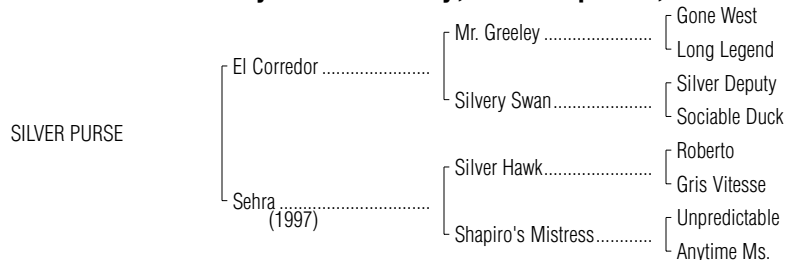 Gone West
Mr. Greeley ........................
Long Legend
El Corredor ........................
Silver Deputy
Silvery Swan......................
Sociable Duck
SILVER PURSE
Roberto
Silver Hawk........................
Gris Vitesse
Sehra .................................
(1997)
Unpredictable
Shapiro's Mistress.............
Anytime Ms.